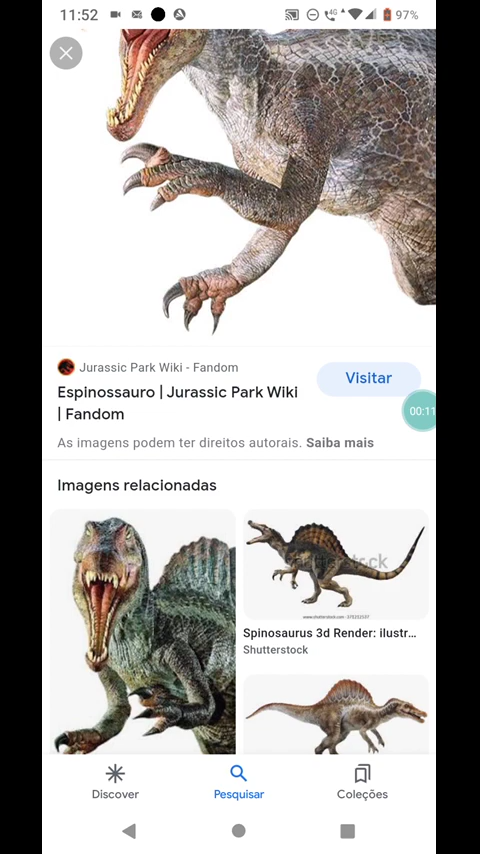 11:52
4G
97%
Jurassic Park Wiki - Fandom
Espinossauro | Jurassic Park Wiki
| Fandom
Visitar
00:11
As imagens podem ter direitos autorais. Saiba mais
Imagens relacionadas
Spinosaurus 3d Render: ilustr...
Shutterstock
Discover
Pesquisar
Coleções